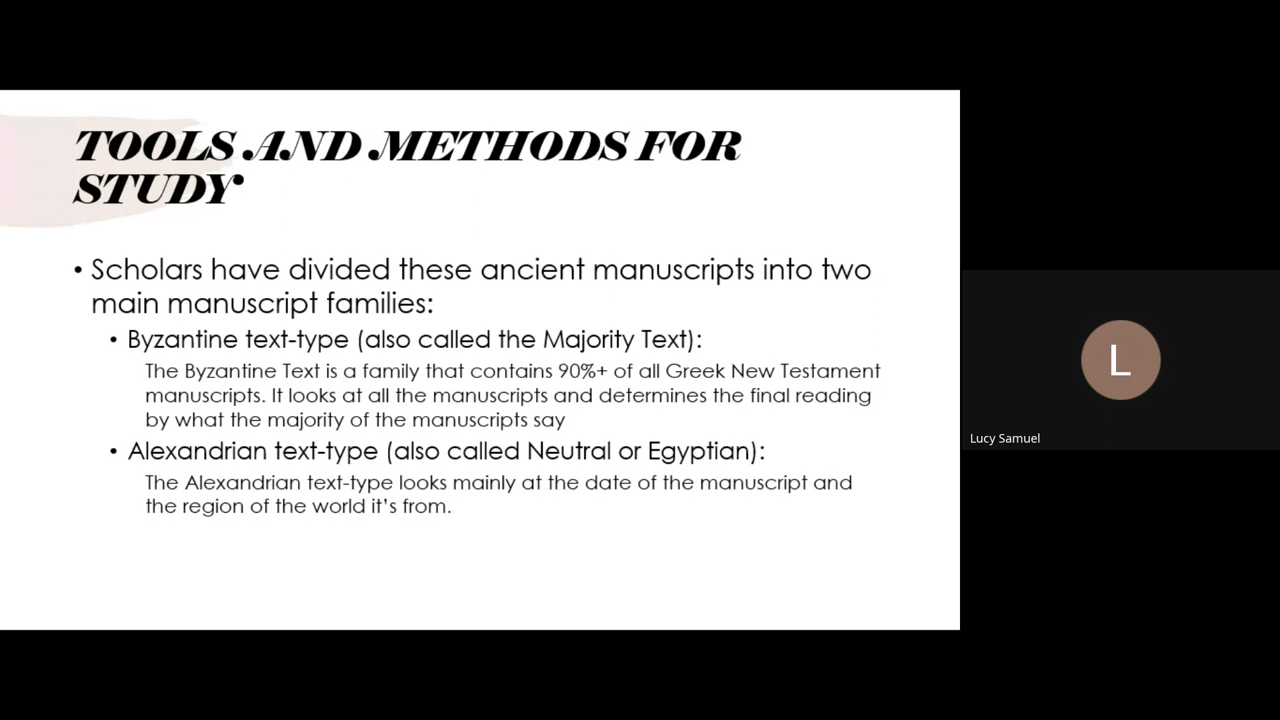 TOOLS AND METHODS FOR
STUDY
• Scholars have divided these ancient manuscripts into two
main manuscript families:
• Byzantine text-type (also called the Majority Text):
The Byzantine Text is a family that contains 90%+ of all Greek New Testament
manuscripts. It looks at all the manuscripts and determines the final reading
by what the majority of the manuscripts say
• Alexandrian text-type (also called Neutral or Egyptian):
The Alexandrian text-type looks mainly at the date of the manuscript and
the region of the world it’s from.
L
Lucy Samuel